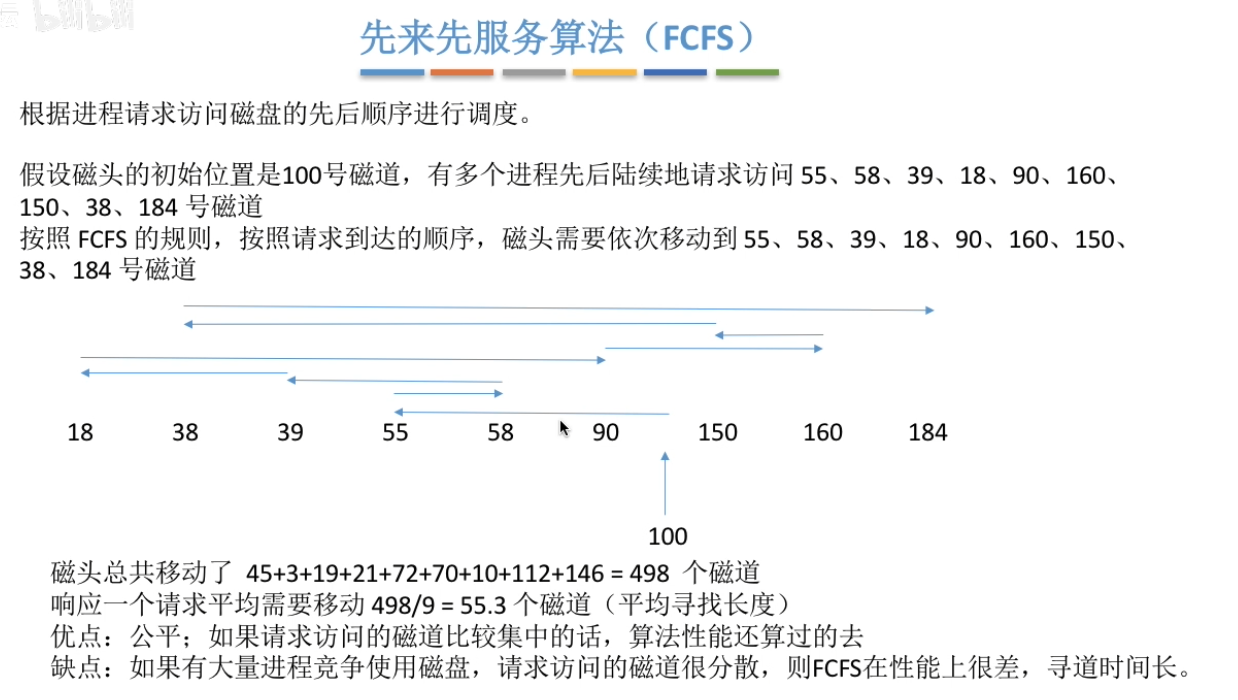 bilibili
先来先服务算法（FCFS）
根据进程请求访问磁盘的先后顺序进行调度。
假设磁头的初始位置是100号磁道，有多个进程先后陆续地请求访问 55、58、39、18、90、160、
150、38、184 号磁道
按照 FCFS 的规则，按照请求到达的顺序，磁头需要依次移动到 55、58、39、18、90、160、150、
38、184 号磁道
18 38 39 55 58 90 150 160 184
100
磁头总共移动了 45+3+19+21+72+70+10+112+146 = 498 个磁道
响应一个请求平均需要移动 498/9 = 55.3 个磁道（平均寻找长度）
优点：公平；如果请求访问的磁道比较集中的话，算法性能还算过的去
缺点：如果有大量进程竞争使用磁盘，请求访问的磁道很分散，则FCFS在性能上很差，寻道时间长。